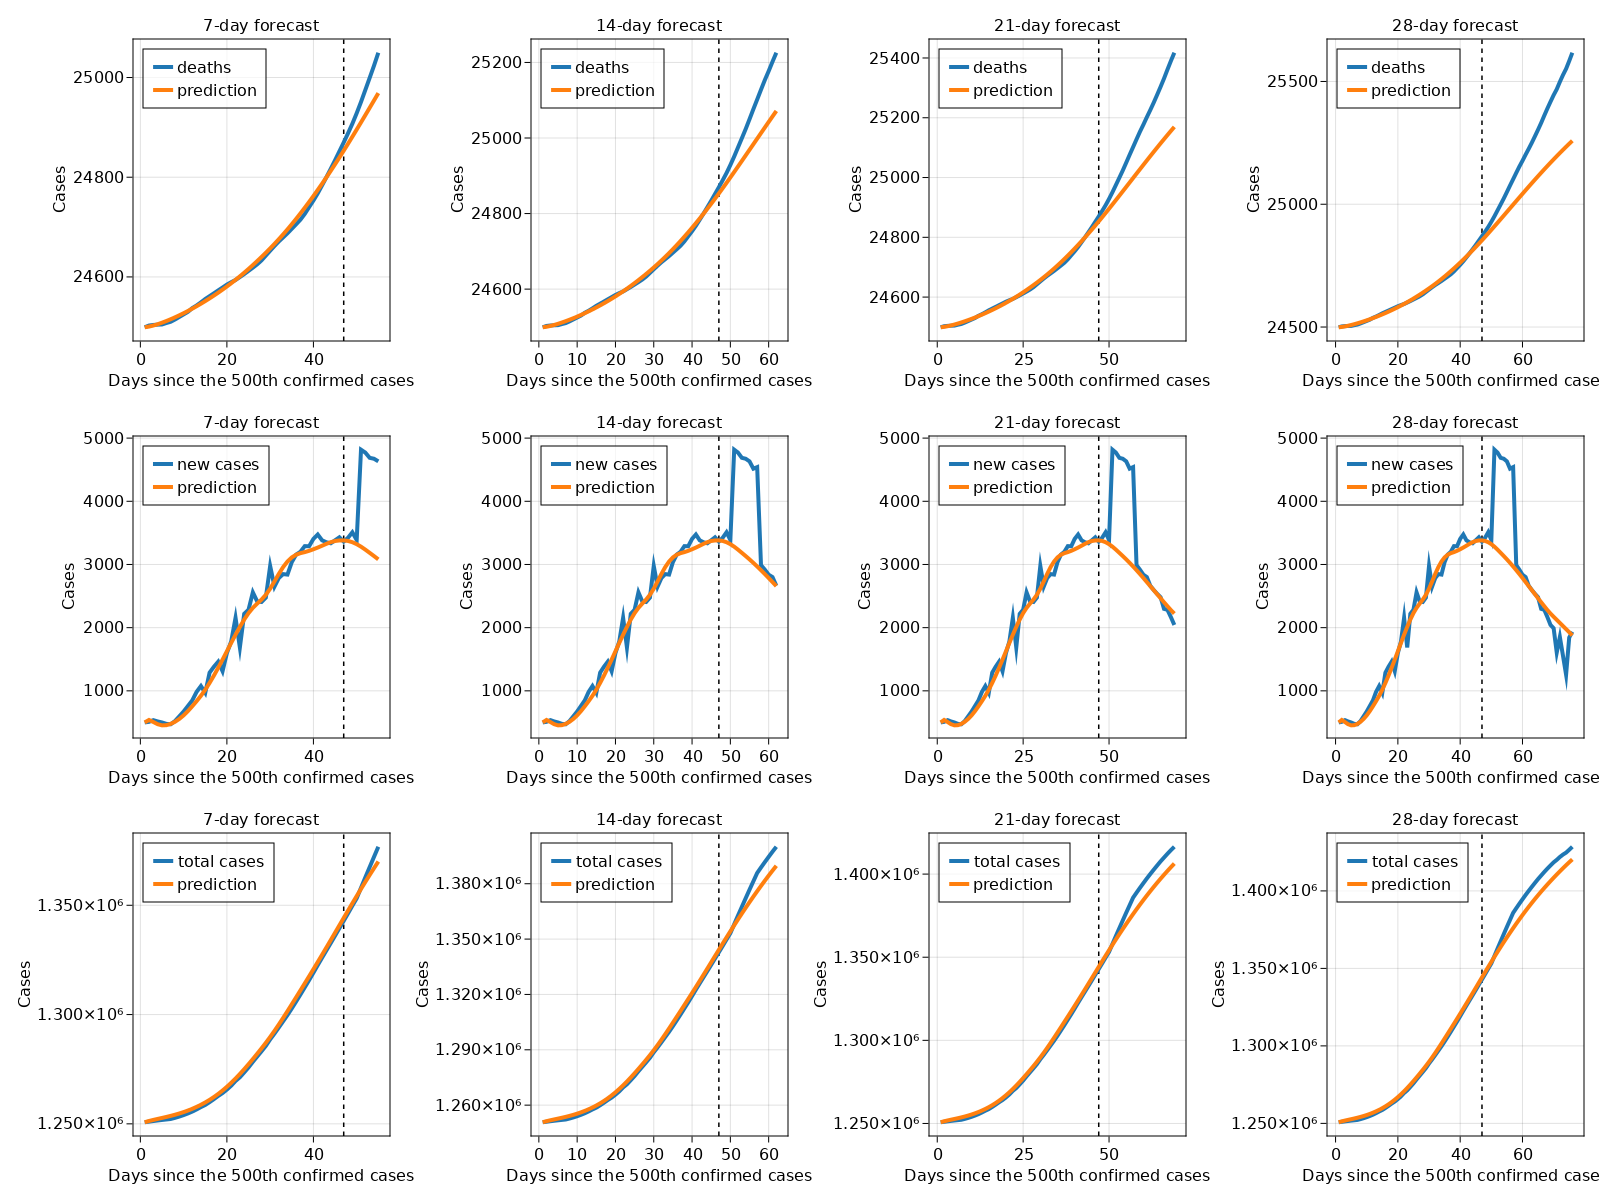 7-day forecast
14-day forecast
21-day forecast
28-day forecast
deaths
prediction
Cases
25000
24800
24600
0 20 40
Days since the 500th confirmed cases
deaths
prediction
Cases
25200
25000
24800
24600
0 10 20 30 40 50 60
Days since the 500th confirmed cases
deaths
prediction
Cases
25400
25200
25000
24800
24600
0 25 50
Days since the 500th confirmed cases
deaths
prediction
Cases
25500
25000
24500
0 20 40 60
Days since the 500th confirmed case
7-day forecast
14-day forecast
21-day forecast
28-day forecast
new cases
prediction
Cases
5000
4000
3000
2000
1000
0 20 40
Days since the 500th confirmed cases
new cases
prediction
Cases
5000
4000
3000
2000
1000
0 10 20 30 40 50 60
Days since the 500th confirmed cases
new cases
prediction
Cases
5000
4000
3000
2000
1000
0 25 50
Days since the 500th confirmed cases
new cases
prediction
Cases
5000
4000
3000
2000
1000
0 20 40 60
Days since the 500th confirmed case
7-day forecast
14-day forecast
21-day forecast
28-day forecast
total cases
prediction
Cases
1.350×10⁶
1.300×10⁶
1.250×10⁶
0 20 40
Days since the 500th confirmed cases
total cases
prediction
Cases
1.380×10⁶
1.350×10⁶
1.320×10⁶
1.290×10⁶
1.260×10⁶
0 10 20 30 40 50 60
Days since the 500th confirmed cases
total cases
prediction
Cases
1.400×10⁶
1.350×10⁶
1.300×10⁶
1.250×10⁶
0 25 50
Days since the 500th confirmed cases
total cases
prediction
Cases
1.400×10⁶
1.350×10⁶
1.300×10⁶
1.250×10⁶
0 20 40 60
Days since the 500th confirmed case